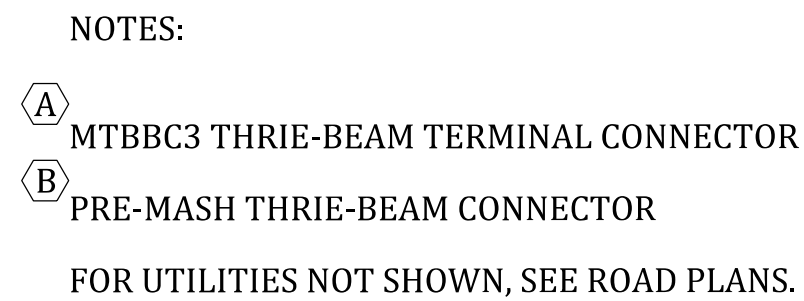 NOTES:
A
MTBBC3 THRIE-BEAM TERMINAL CONNECTOR
B
PRE-MASH THRIE-BEAM CONNECTOR
FOR UTILITIES NOT SHOWN, SEE ROAD PLANS.